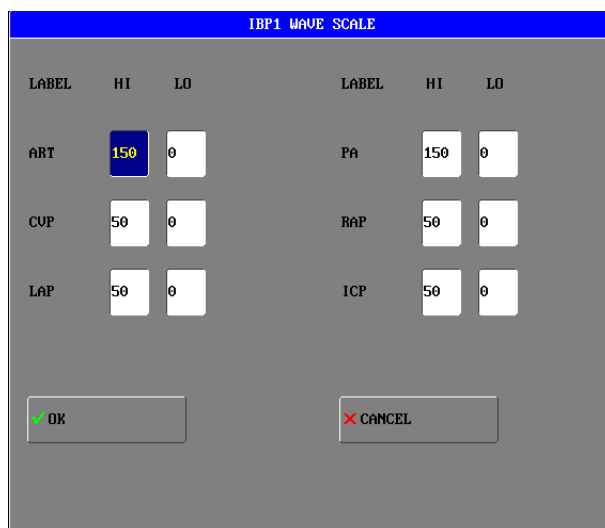 IBP1 WAVE SCALE
LABEL HI LO LABEL HI LO
ART 150 0 PA 150 0
CVP 50 0 RAP 50 0
LAP 50 0 ICP 50 0
OK CANCEL